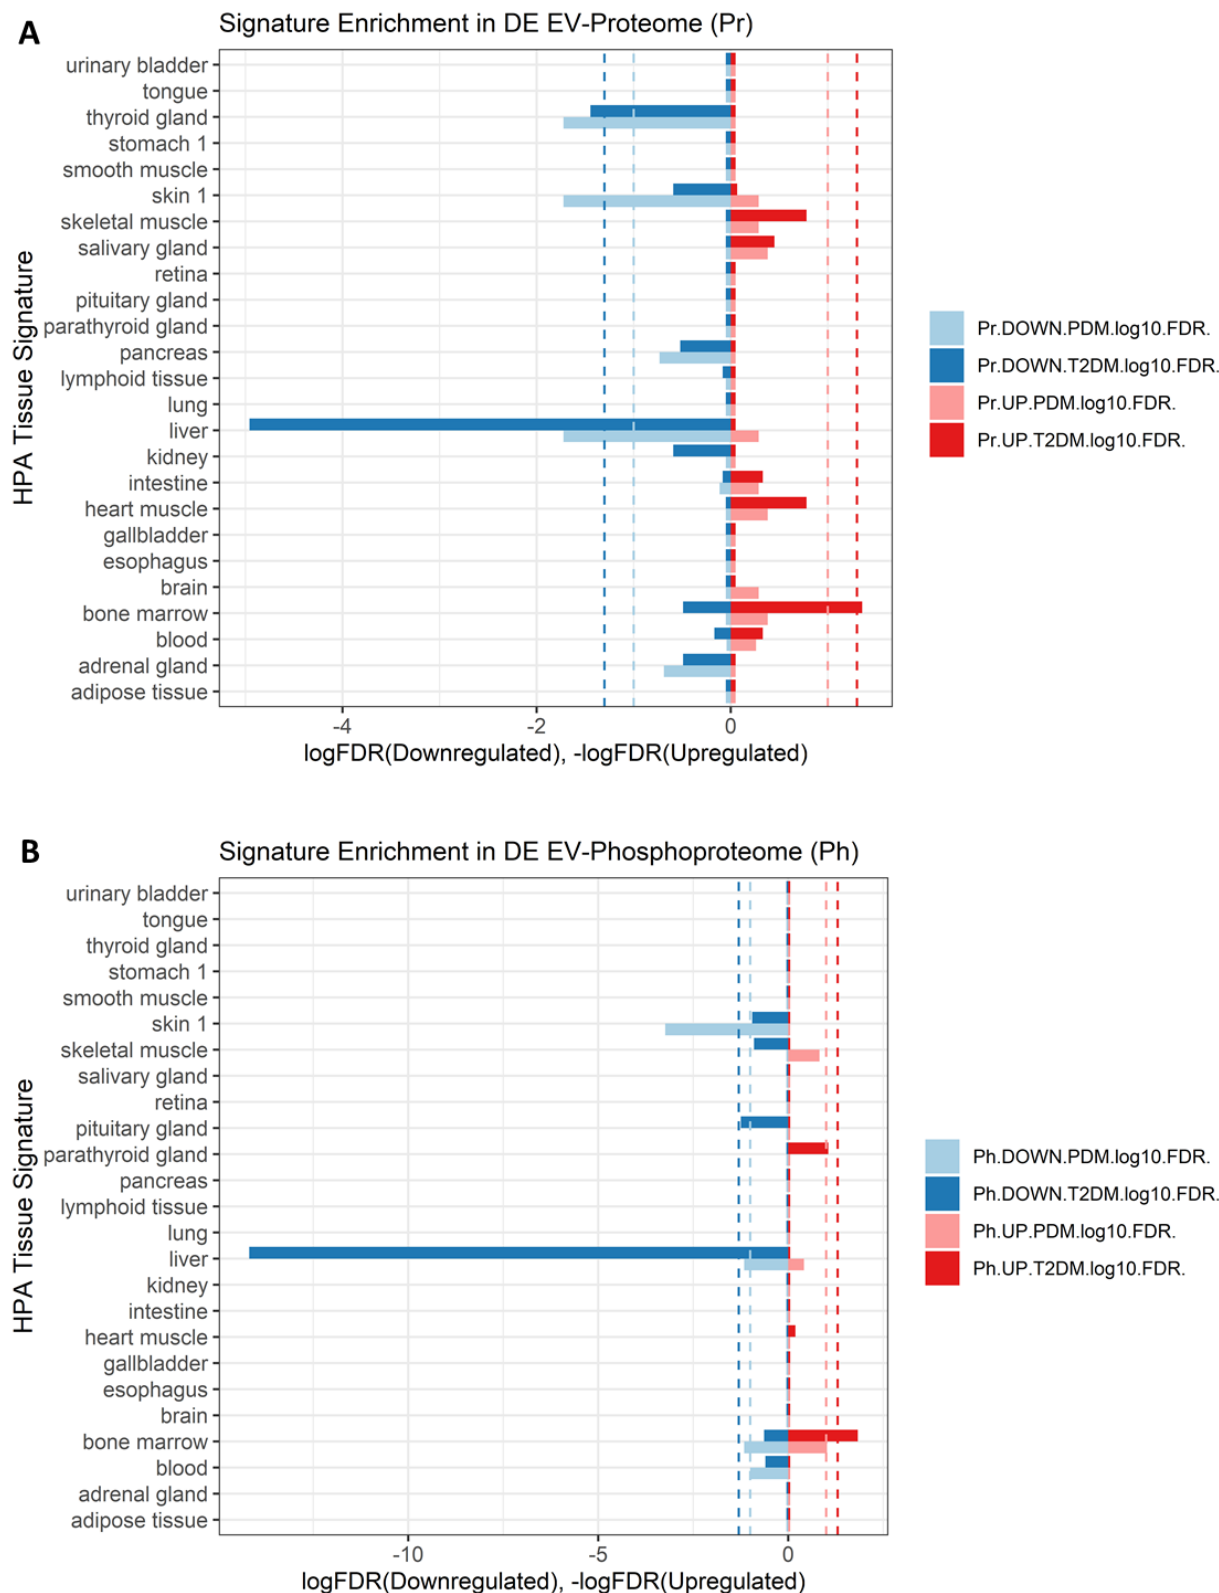 A
Signature Enrichment in DE EV-Proteome (Pr)
HPA Tissue Signature
urinary bladder
tongue
thyroid gland
stomach 1
smooth muscle
skin 1
skeletal muscle
salivary gland
retina
pituitary gland
parathyroid gland
pancreas
lymphoid tissue
lung
liver
kidney
intestine
heart muscle
gallbladder
esophagus
brain
bone marrow
blood
adrenal gland
adipose tissue
-4 -2 0
logFDR(Downregulated), -logFDR(Upregulated)
Pr.DOWN.PDM.log10.FDR.
Pr.DOWN.T2DM.log10.FDR.
Pr.UP.PDM.log10.FDR.
Pr.UP.T2DM.log10.FDR.
B
Signature Enrichment in DE EV-Phosphoproteome (Ph)
HPA Tissue Signature
urinary bladder
tongue
thyroid gland
stomach 1
smooth muscle
skin 1
skeletal muscle
salivary gland
retina
pituitary gland
parathyroid gland
pancreas
lymphoid tissue
lung
liver
kidney
intestine
heart muscle
gallbladder
esophagus
brain
bone marrow
blood
adrenal gland
adipose tissue
-10 -5 0
logFDR(Downregulated), -logFDR(Upregulated)
Ph.DOWN.PDM.log10.FDR.
Ph.DOWN.T2DM.log10.FDR.
Ph.UP.PDM.log10.FDR.
Ph.UP.T2DM.log10.FDR.